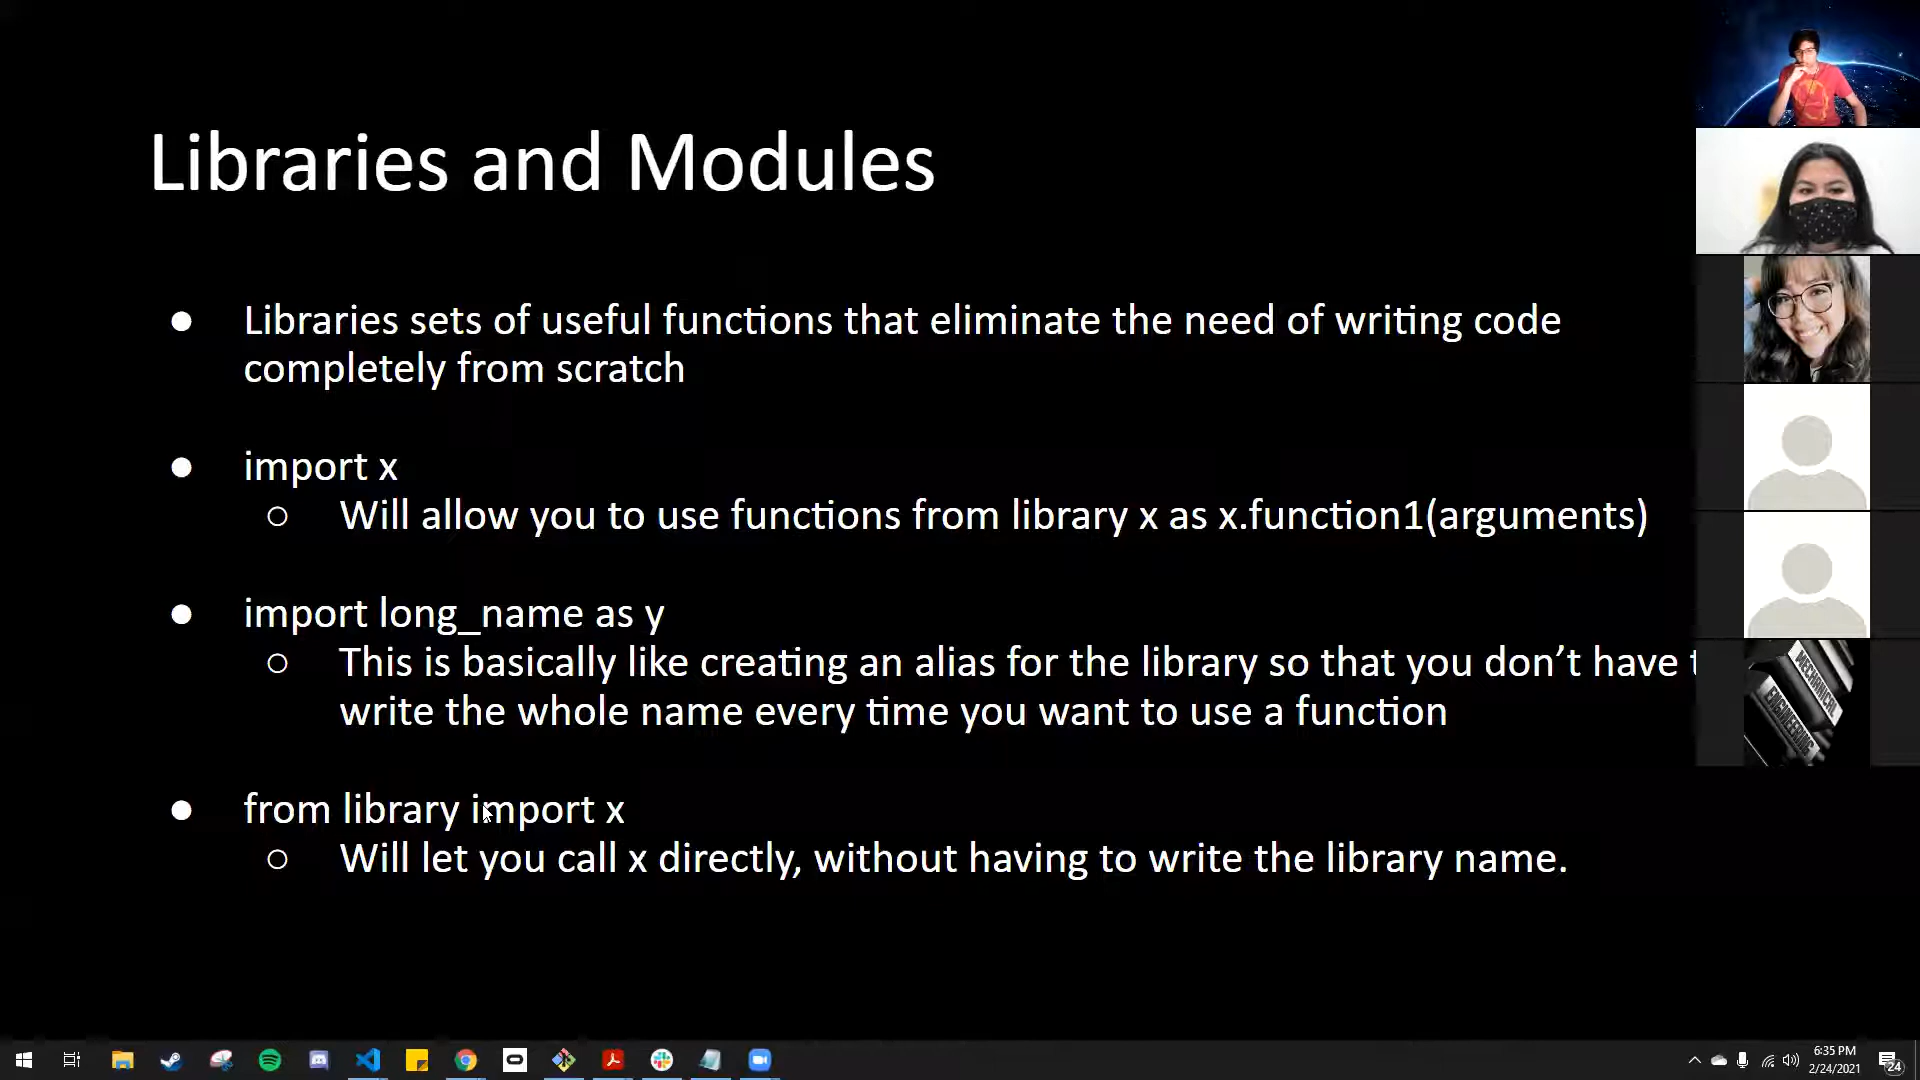 Libraries and Modules
● Libraries sets of useful functions that eliminate the need of writing code
completely from scratch
● import x
○ Will allow you to use functions from library x as x.function1(arguments)
● import long_name as y
○ This is basically like creating an alias for the library so that you don’t have t
write the whole name every time you want to use a function
● from library import x
○ Will let you call x directly, without having to write the library name.
MECHANICAL
ENGINEERING
6:35 PM
2/24/2021
24